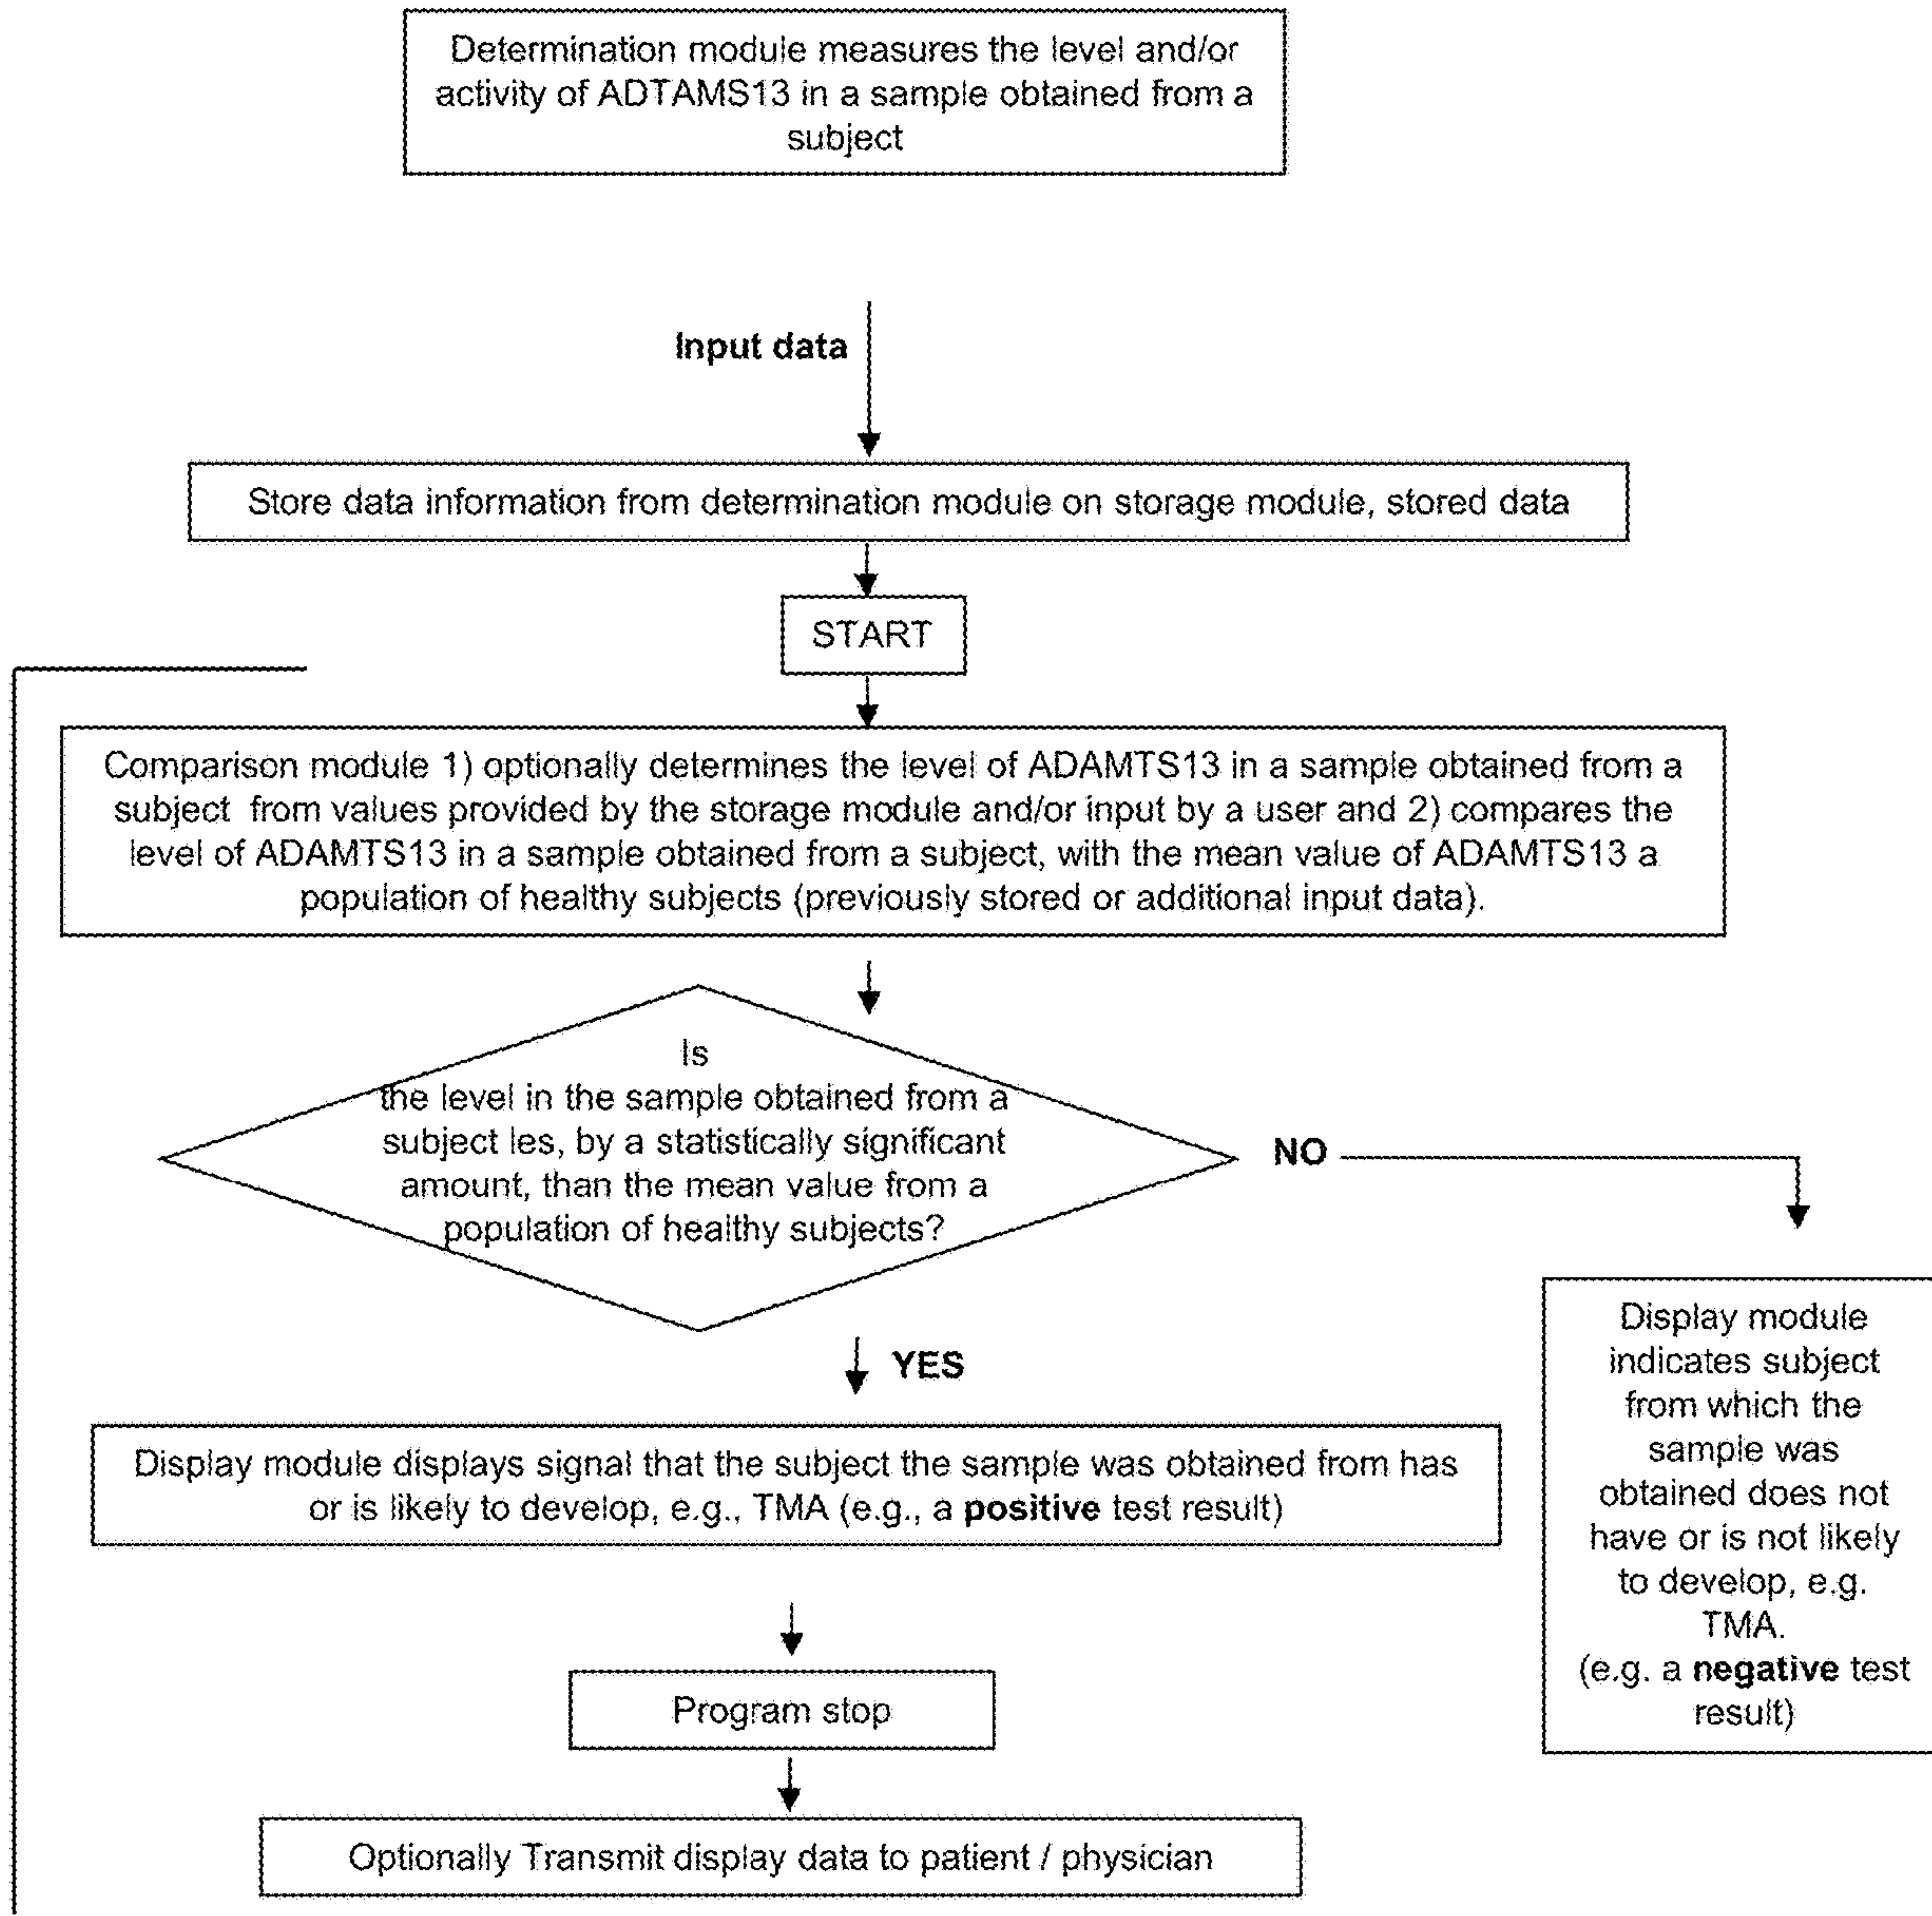 Determination module measures the level and/or
activity of ADTAMS13 in a sample obtained from a
subject
Input data
Store data information from determination module on storage module, stored data
START
Comparison module 1) optionally determines the level of ADAMTS13 in a sample obtained from a
subject from values provided by the storage module and/or input by a user and 2) compares the
level of ADAMTS13 in a sample obtained from a subject, with the mean value of ADAMTS13 a
population of healthy subjects (previously stored or additional input data).
Is
the level in the sample obtained from a
subject les, by a statistically significant
amount, than the mean value from a
population of healthy subjects?
NO
YES
Display module displays signal that the subject the sample was obtained from has
or is likely to develop, e.g., TMA (e.g., a positive test result)
Display module
indicates subject
from which the
sample was
obtained does not
have or is not likely
to develop, e.g.
TMA.
(e.g. a negative test
result)
Program stop
Optionally Transmit display data to patient / physician